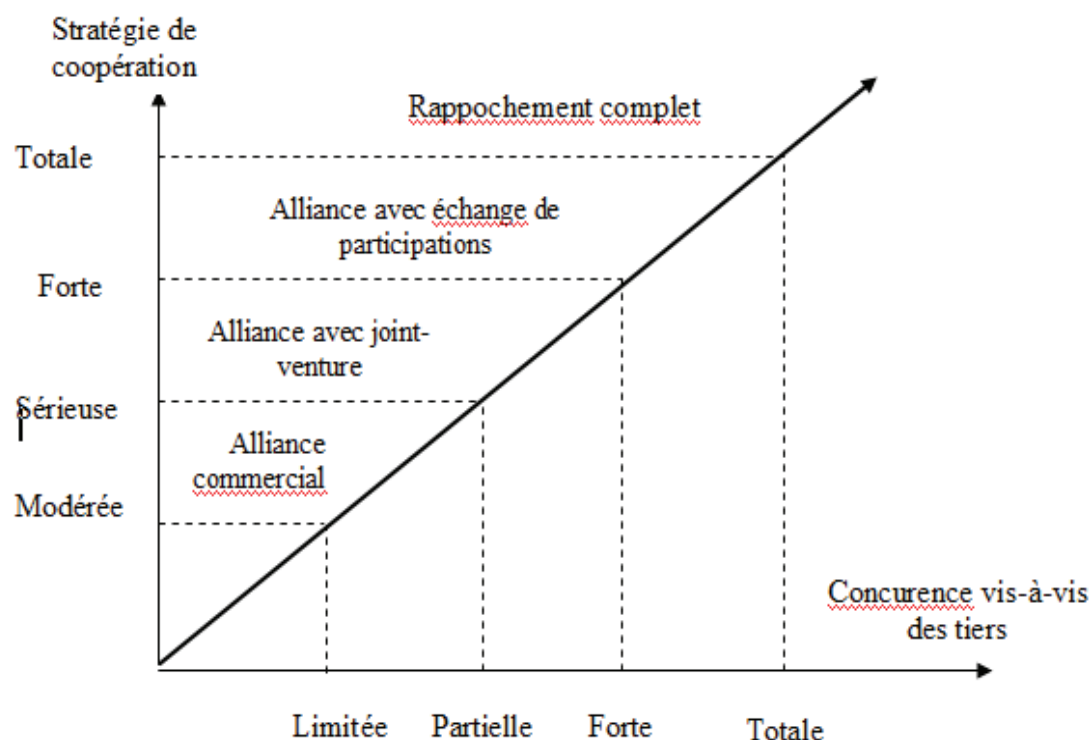 Stratégie de
coopération
Rappochement complet
Totale
Alliance avec échange de
participations
Forte
Alliance avec joint-
venture
Sérieuse
Alliance
commercial
Modérée
Concurence vis-à-vis
des tiers
Limitée Partielle Forte Totale